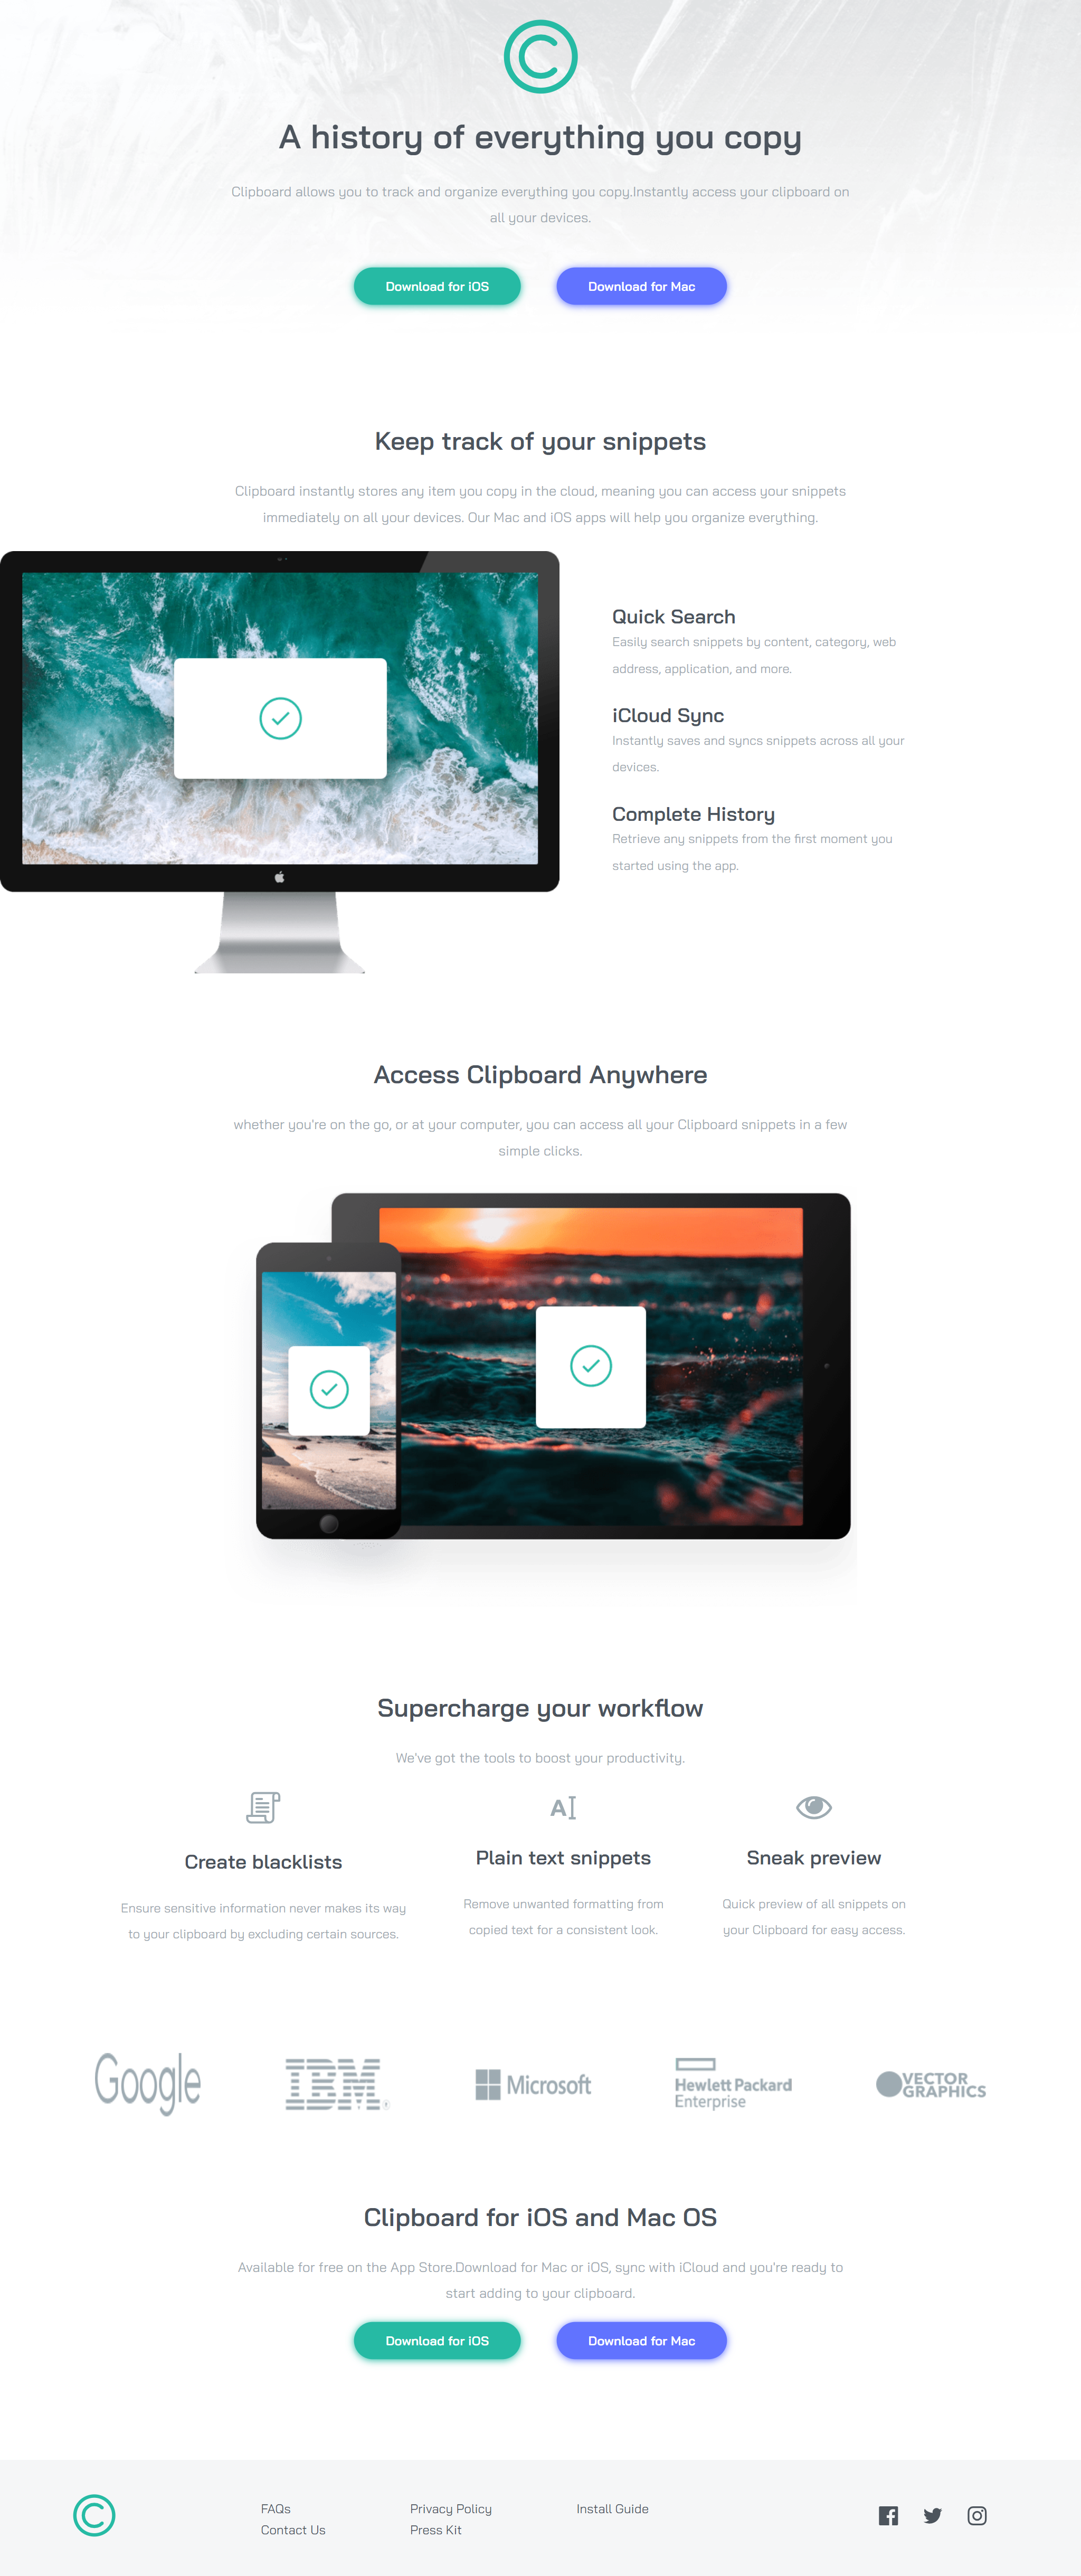 A history of everything you copy
Clipboard allows you to track and organize everything you copy.Instantly access your clipboard on
all your devices.
Download for iOS
Download for Mac
Keep track of your snippets
Clipboard instantly stores any item you copy in the cloud, meaning you can access your snippets
immediately on all your devices. Our Mac and iOS apps will help you organize everything.
Quick Search
Easily search snippets by content, category, web
address, application, and more.
iCloud Sync
Instantly saves and syncs snippets across all your
devices.
Complete History
Retrieve any snippets from the first moment you
started using the app.
Access Clipboard Anywhere
whether you're on the go, or at your computer, you can access all your Clipboard snippets in a few
simple clicks.
Supercharge your workflow
We've got the tools to boost your productivity.
Create blacklists
Ensure sensitive information never makes its way
to your clipboard by excluding certain sources.
Plain text snippets
Remove unwanted formatting from
copied text for a consistent look.
Sneak preview
Quick preview of all snippets on
your Clipboard for easy access.
Google
IBM
Microsoft
Hewlett Packard
Enterprise
VECTOR
GRAPHICS
Clipboard for iOS and Mac OS
Available for free on the App Store.Download for Mac or iOS, sync with iCloud and you're ready to
start adding to your clipboard.
Download for iOS
Download for Mac
FAQs
Contact Us
Privacy Policy
Press Kit
Install Guide